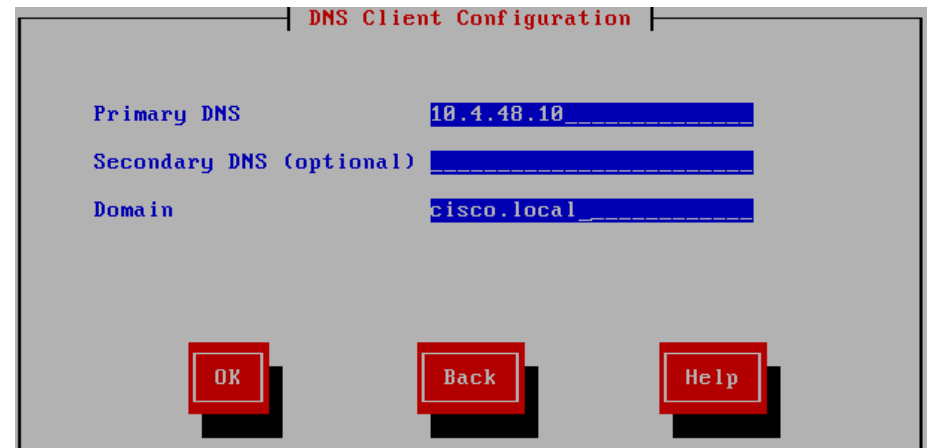 DNS Client Configuration
Primary DNS 10.4.48.10
Secondary DNS (optional)
Domain cisco.local
OK Back Help